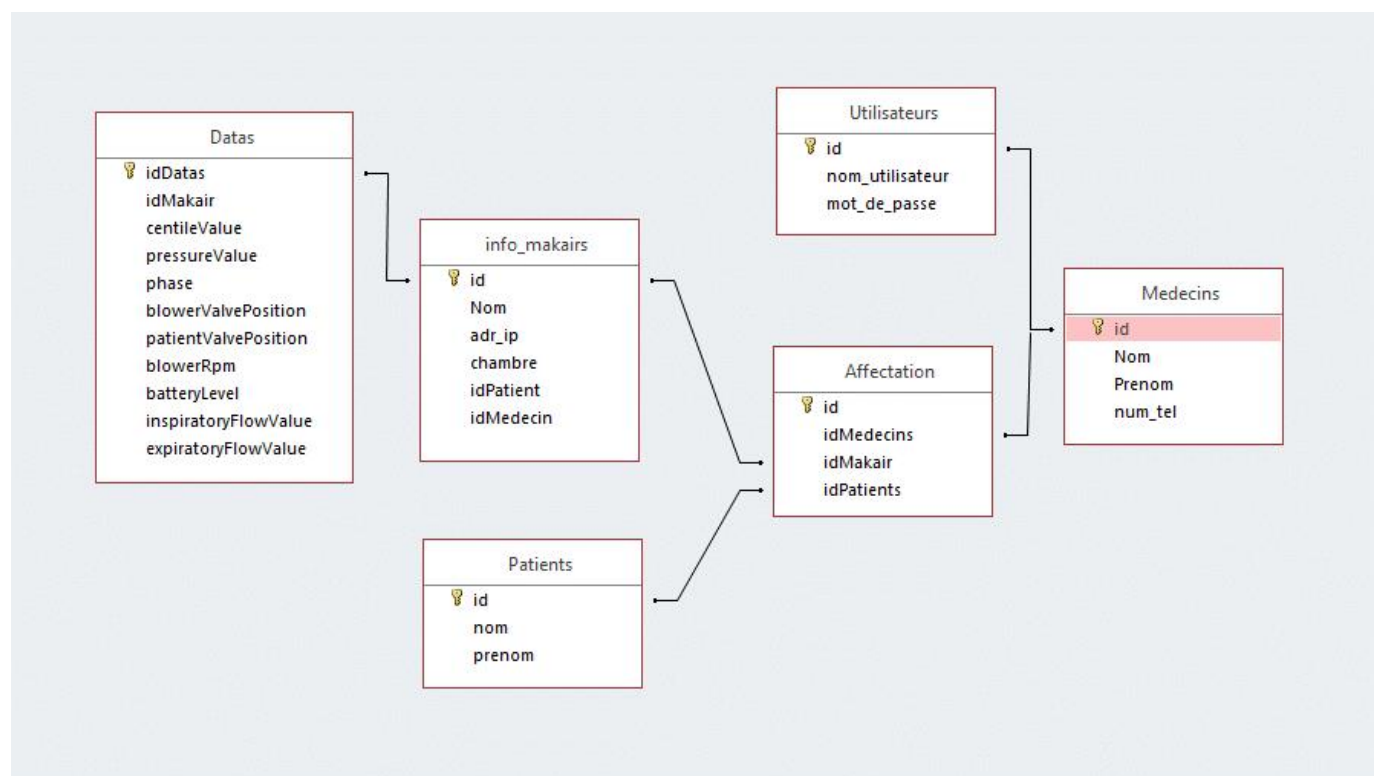 Datas
idDatas
idMakair
centileValue
pressureValue
phase
blowerValvePosition
patientValvePosition
blowerRpm
batteryLevel
inspiratoryFlowValue
expiratoryFlowValue
info_makairs
id
Nom
adr_ip
chambre
idPatient
idMedecin
Patients
id
nom
prenom
Utilisateurs
id
nom_utilisateur
mot_de_passe
Affectation
id
idMedecins
idMakair
idPatients
Medecins
id
Nom
Prenom
num_tel